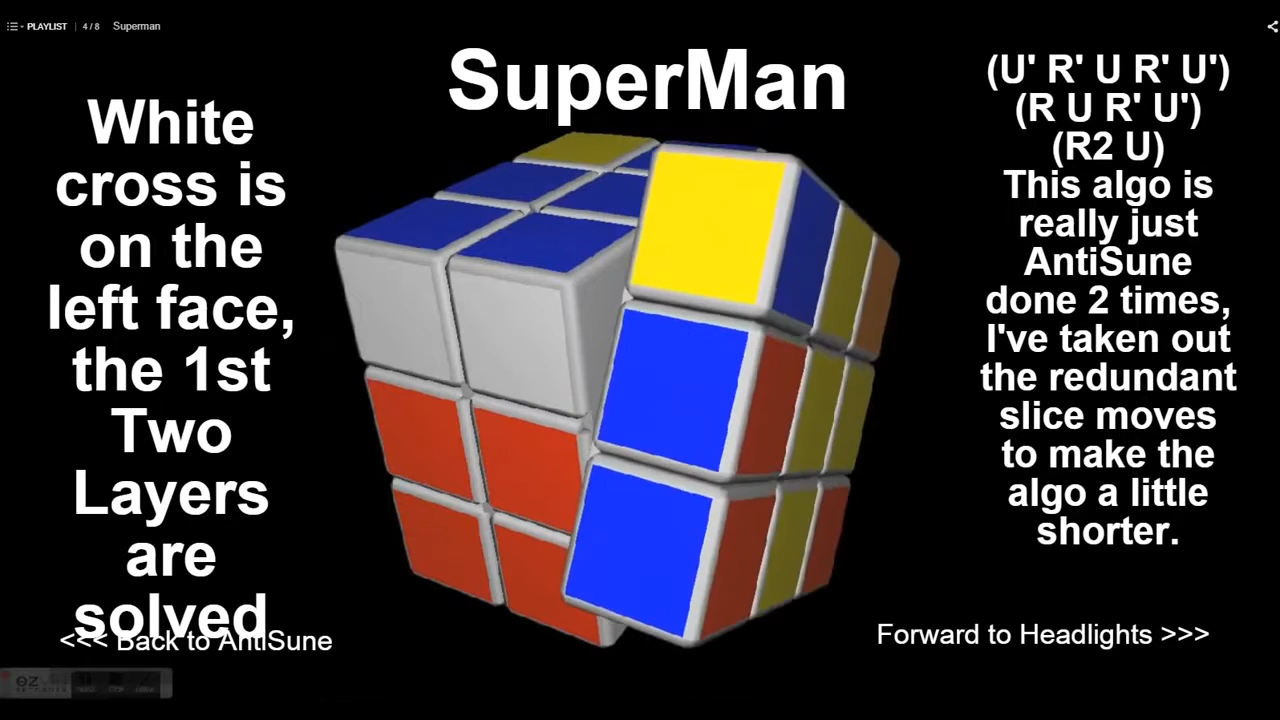 PLAYLIST | 4 / 8 Superman
SuperMan
White
cross is
on the
left face,
the 1st
Two
Layers
are
solved
(U' R' U R' U')
(R U R' U')
(R2 U)
This algo is
really just
AntiSune
done 2 times,
I've taken out
the redundant
slice moves
to make the
algo a little
shorter.
<<< Back to AntiSune
Forward to Headlights >>>